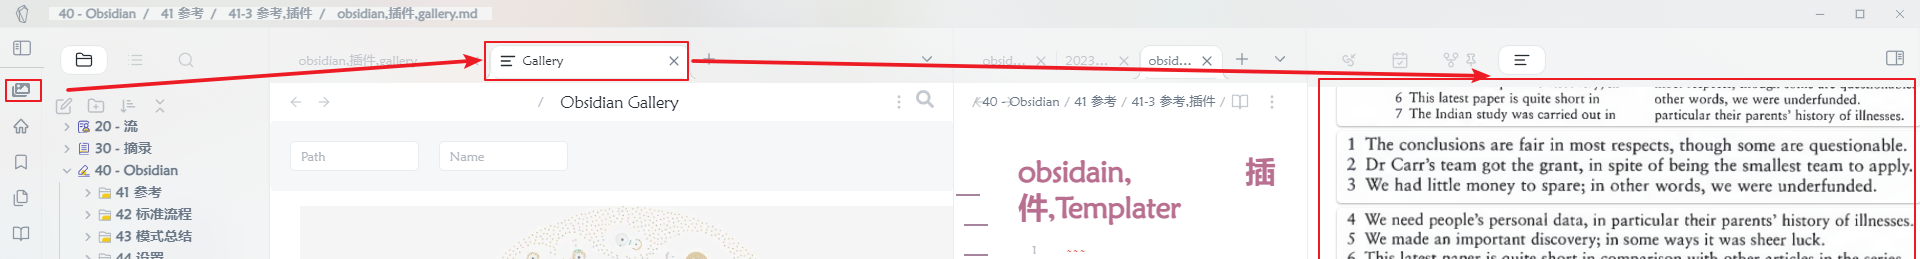 40 - Obsidian / 41 参考 / 41-3 参考,插件 / obsidian,插件,gallery.md
obsidian,插件,gallery
Gallery
obsid...
2023...
obsid...
/ Obsidian Gallery
40 - Obsidian / 41 参考 / 41-3 参考,插件 /
20 - 流
30 - 摘录
40 - Obsidian
41 参考
42 标准流程
43 模式总结
44 设置
Path
Name
obsidain, 插
件,Templater
1 ~~~
6 This latest paper is quite short in
7 The Indian study was carried out in
other words, we were underfunded.
particular their parents' history of illnesses.
1 The conclusions are fair in most respects, though some are questionable.
2 Dr Carr's team got the grant, in spite of being the smallest team to apply.
3 We had little money to spare; in other words, we were underfunded.
4 We need people's personal data, in particular their parents' history of illnesses.
5 We made an important discovery; in some ways it was sheer luck.
6 This latest paper is quite short in comparison with other articles in the series.